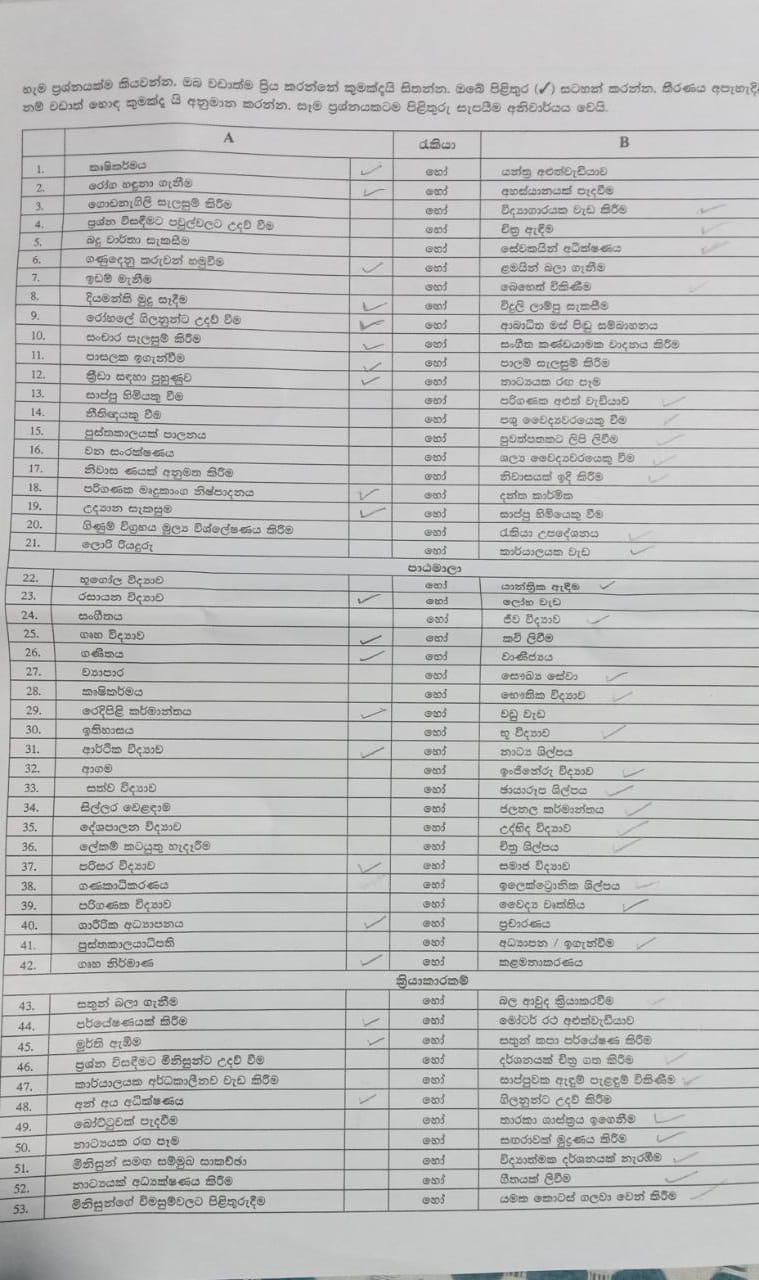 හැම ප්‍රශ්නයක්ම කියවන්න. ඔබ වඩාත්ම ප්‍රිය කරන්නේ කුමක්දැයි සිතන්න. ඔබේ පිළිතුර (✓) සටහන් කරන්න. තීරණය අපැහැදිලි
නම් වඩාත් හොඳ කුමක්ද යි අනුමාන කරන්න. සෑම ප්‍රශ්නයකටම පිළිතුරු සැපයීම අනිවාර්යය වෙයි.
A රැකියා B
1. කෘෂිකර්මය ✓ හෝ යන්ත්‍ර අළුත්වැඩියාව
2. රෝග හඳුනා ගැනීම ✓ හෝ අහස්යානයක් පැදවීම
3. ගොඩනැගිලි සැලසුම් කිරීම හෝ විද්‍යාගාරයක වැඩ කිරීම ✓
4. ප්‍රශ්න විසඳීමට පවුල්වලට උදව් වීම හෝ චිත්‍ර ඇඳීම ✓
5. බදු වාර්තා සැකසීම හෝ සේවකයින් අධීක්ෂණය ✓
6. ගණුදෙනු කරුවන් හමුවීම ✓ හෝ ළමයින් බලා ගැනීම
7. ඉඩම් මැනීම හෝ බෙහෙත් විකිණීම ✓
8. දියමන්ති මුදු සෑදීම ✓ හෝ විදුලි ලාම්පු සැකසීම
9. රෝහලේ ගිලනුන්ට උදව් වීම ✓ හෝ ආබාධිත මස් පිඬු සම්බාහනය
10. සංචාර සැලසුම් කිරීම ✓ හෝ සංගීත කණ්ඩයාමක වාදනය කිරීම
11. පාසලක ඉගැන්වීම ✓ හෝ පාලම් සැලසුම් කිරීම
12. ක්‍රීඩා සඳහා පුහුණුව ✓ හෝ නාට්‍යයක රඟ පෑම
13. සාප්පු හිමියකු වීම හෝ පරිගණක අළුත් වැඩියාව ✓
14. නීතිඥයකු වීම හෝ පශු වෛද්‍යවරයෙකු වීම ✓
15. පුස්තකාලයක් පාලනය හෝ පුවත්පතකට ලිපි ලිවීම ✓
16. වන සංරක්ෂණය හෝ ශල්‍ය වෛද්‍යවරයෙකු වීම ✓
17. නිවාස ණයක් අනුමත කිරීම හෝ නිවාසයක් ඉදි කිරීම ✓
18. පරිගණක මෘදුකාංග නිෂ්පාදනය ✓ හෝ දන්ත කාර්මික
19. උද්‍යාන සැකසුම ✓ හෝ සාප්පු හිමියෙකු වීම
20. ගිණුම් විග්‍රහය මූල්‍ය විශ්ලේෂණය කිරීම හෝ රැකියා උපදේශනය ✓
21. ලොරි රියදුරු හෝ කාර්යාලයක වැඩ ✓
පාඨමාලා
22. භූගෝල විද්‍යාව හෝ යාන්ත්‍රික ඇඳීම ✓
23. රසායන විද්‍යාව ✓ හෝ ලෝහ වැඩ
24. සංගීතය හෝ ජීව විද්‍යාව ✓
25. ගෘහ විද්‍යාව ✓ හෝ කවි ලිවීම
26. ගණිතය ✓ හෝ වාණිජ්‍යය
27. ව්‍යාපාර හෝ සෞඛ්‍ය සේවා ✓
28. කෘෂිකර්මය හෝ භෞතික විද්‍යාව ✓
29. රෙදිපිළි කර්මාන්තය ✓ හෝ වඩු වැඩ
30. ඉතිහාසය හෝ භූ විද්‍යාව ✓
31. ආර්ථික විද්‍යාව ✓ හෝ නාට්‍ය ශිල්පය
32. ආගම හෝ ඉංජිනේරු විද්‍යාව ✓
33. සත්ව විද්‍යාව හෝ ඡායාරූප ශිල්පය ✓
34. සිල්ලර වෙළඳාම හෝ ජලනල කර්මාන්තය ✓
35. දේශපාලන විද්‍යාව හෝ උද්භිද විද්‍යාව ✓
36. ලේකම් කටයුතු හැදෑරීම හෝ චිත්‍ර ශිල්පය ✓
37. පරිසර විද්‍යාව ✓ හෝ සමාජ විද්‍යාව
38. ගණකාධිකරණය හෝ ඉලෙක්ට්‍රොනික ශිල්පය ✓
39. පරිගණක විද්‍යාව හෝ වෛද්‍ය වෘත්තිය ✓
40. ශාරීරික අධ්‍යාපනය ✓ හෝ ප්‍රචාරණය
41. පුස්තකාලයාධිපති හෝ අධ්‍යාපන / ඉගැන්වීම ✓
42. ගෘහ නිර්මාණ ✓ හෝ කළමනාකරණය
ක්‍රියාකාරකම්
43. සතුන් බලා ගැනීම හෝ බල ආවුද ක්‍රියාකරවීම ✓
44. පර්යේෂණයක් කිරීම ✓ හෝ මෝටර් රථ අළුත්වැඩියාව
45. මූර්ති ඇඹීම ✓ හෝ සතුන් කපා පර්යේෂණ කිරීම
46. ප්‍රශ්න විසඳීමට මිනිසුන්ට උදව් වීම හෝ දර්ශනයක් චිත්‍ර ගත කිරීම ✓
47. කාර්යාලයක අර්ධකාලීනව වැඩ කිරීම හෝ සාප්පුවක ඇඳුම් පැළඳුම් විකිණීම ✓
48. අන් අය අධීක්ෂණය ✓ හෝ ගිලනුන්ට උදව් කිරීම
49. බෝට්ටුවක් පැදවීම හෝ තාරකා ශාස්ත්‍රය ඉගෙනීම ✓
50. නාට්‍යයක රඟ පෑම හෝ සඟරාවක් මුද්‍රණය කිරීම ✓
51. මිනිසුන් සමඟ සම්මුඛ සාකච්ඡා හෝ විද්‍යාත්මක දර්ශනයක් නැරඹීම ✓
52. නාට්‍යයක් අධ්‍යක්ෂණය කිරීම හෝ ගීතයක් ලිවීම ✓
53. මිනිසුන්ගේ විමසුම්වලට පිළිතුරුදීම හෝ යමක කොටස් ගලවා වෙන් කිරීම ✓